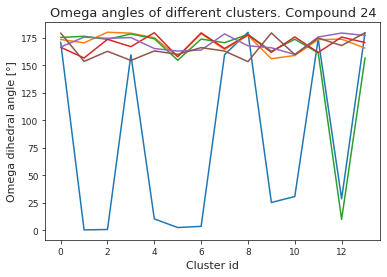 Omega angles of different clusters. Compound 24
175
150
125
100
75
50
25
0
Omega dihedral angle [°]
0 2 4 6 8 10 12
Cluster id